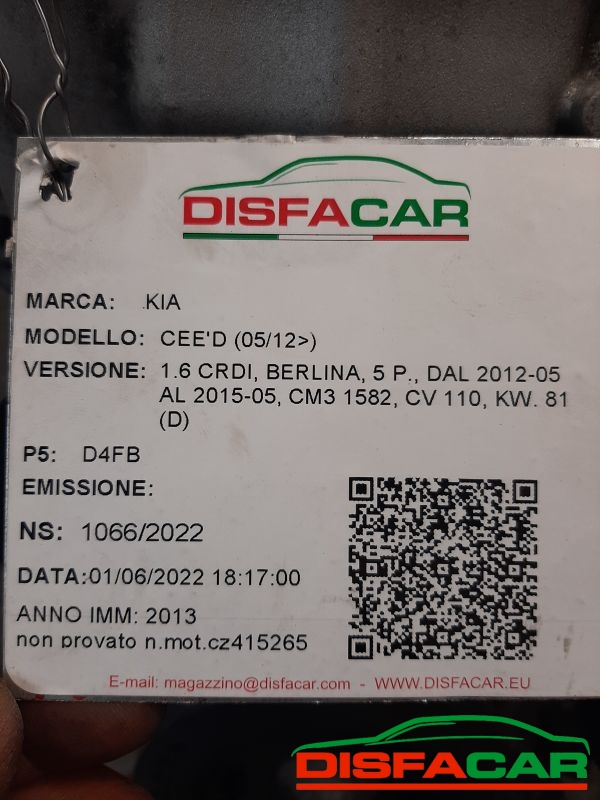 DISFACAR
MARCA: KIA
MODELLO: CEE'D (05/12>)
VERSIONE: 1.6 CRDI, BERLINA, 5 P., DAL 2012-05
AL 2015-05, CM3 1582, CV 110, KW. 81
(D)
P5: D4FB
EMISSIONE:
NS: 1066/2022
DATA:01/06/2022 18:17:00
ANNO IMM: 2013
non provato n.mot.cz415265
E-mail: magazzino@disfacar.com - WWW.DISFACAR.EU
DISFACAR